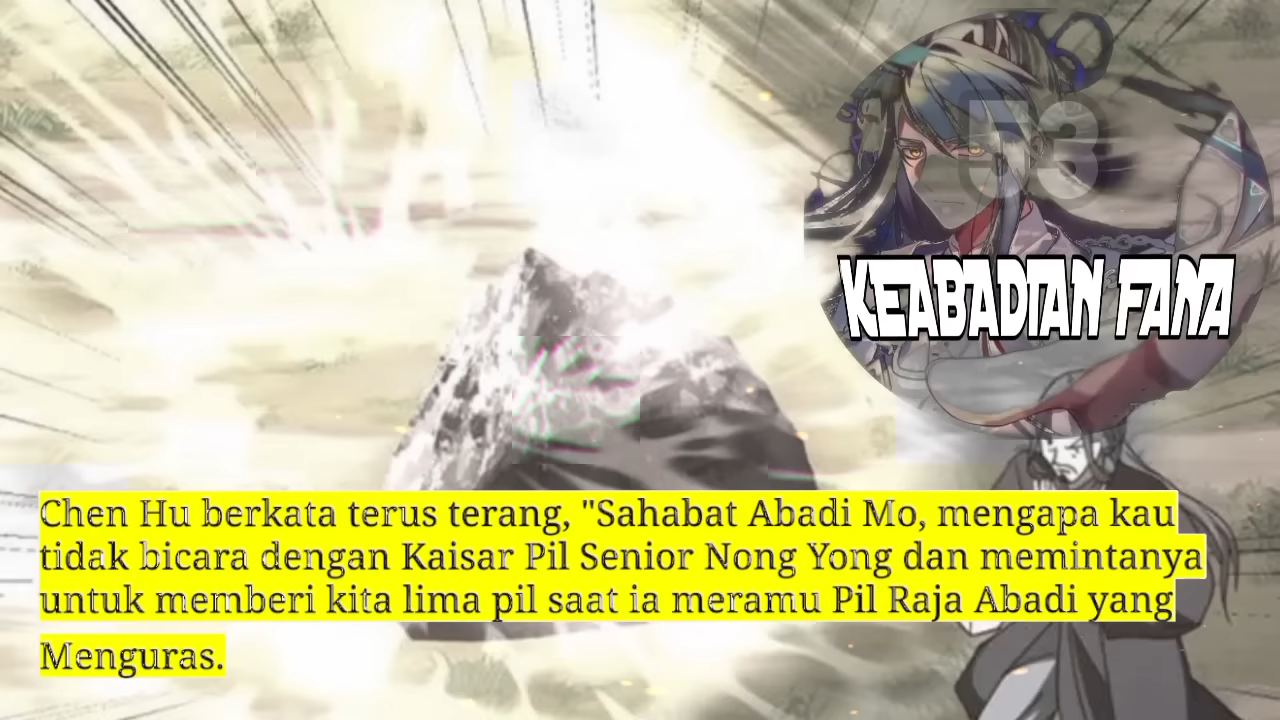 53
KEABADIAN FANA
Chen Hu berkata terus terang, "Sahabat Abadi Mo, mengapa kau
tidak bicara dengan Kaisar Pil Senior Nong Yong dan memintanya
untuk memberi kita lima pil saat ia meramu Pil Raja Abadi yang
Menguras.